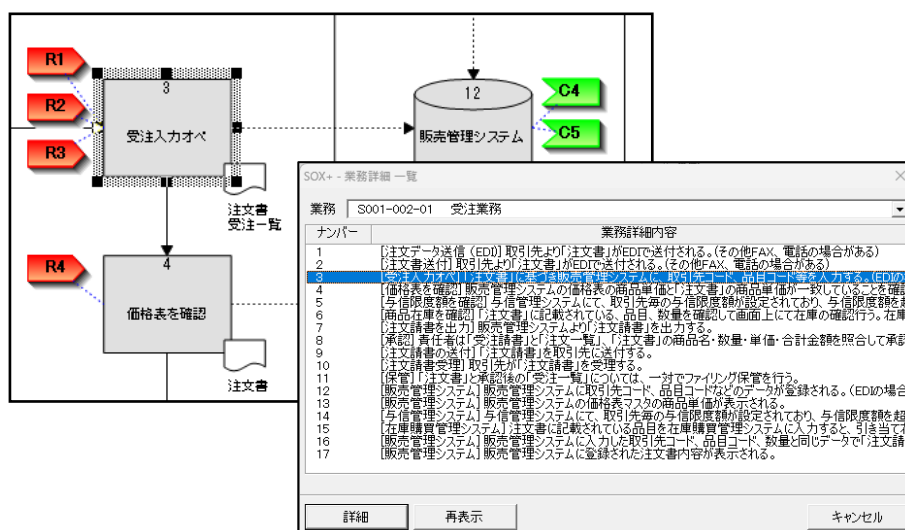 R1
R2
R3
3
受注入力オペ
注文書
受注一覧
12
販売管理システム
C4
C5
R4
4
価格表を確認
注文書
SOX+ - 業務詳細 一覧
業務 S001-002-01 受注業務
ナンバー 業務詳細内容
1 [注文データ送信（EDI)] 取引先より「注文書」がEDIで送付される。(その他FAX、電話の場合がある)
2 [注文書送付] 取引先より「注文書」がEDIで送付される。(その他FAX、電話の場合がある)
3 [受注入力オペ] 「注文書」に基づき販売管理システムに、取引先コード、品目コード等を入力する。(EDIの
4 [価格表を確認] 販売管理システムの価格表の商品単価と「注文書」の商品単価が一致していることを確認
5 [与信限度額を確認] 与信管理システムにて、取引先毎の与信限度額が設定されており、与信限度額を
6 [商品在庫を確認] 「注文書」に記載されている、品目、数量を確認して画面上にて在庫の確認行う。在庫
7 [注文請書を出力] 販売管理システムより「注文請書」を出力する。
8 [承認] 責任者は「受注請書」と「注文一覧」、「注文書」の商品名・数量・単価・合計金額を照合して承認
9 [注文請書の送付] 「注文請書」を取引先に送付する。
10 [注文請書受理] 取引先が「注文請書」を受理する。
11 [保管] 「注文書」と承認後の「受注一覧」については、一対でファイリング保管を行う。
12 [販売管理システム] 販売管理システムに取引先コード、品目コードなどのデータが登録される。(EDIの場合
13 [販売管理システム] 販売管理システムの価格表マスタの商品単価が表示される。
14 [与信管理システム] 与信管理システムにて、取引先毎の与信限度額が設定されており、与信限度額を超
15 [在庫購買管理システム] 注文書に記載されている品目を在庫購買管理システムに入力すると、引き当て
16 [販売管理システム] 販売管理システムに入力した取引先コード、品目コード、数量と同じデータで「注文請
17 [販売管理システム] 販売管理システムに登録された注文書内容が表示される。
詳細
再表示
キャンセル